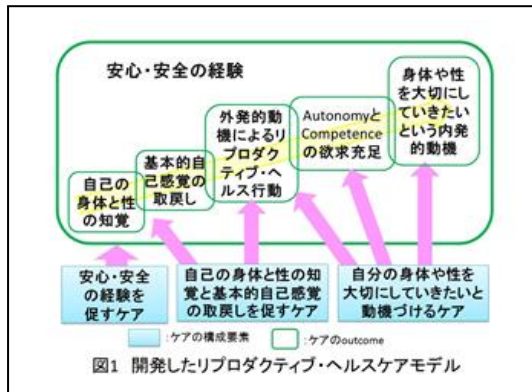 安心・安全の経験
身体や性
を大切にし
ていきたい
という内発
的動機
Autonomyと
Competence
の欲求充足
外発的動
機によるリ
プロダク
ティブ・ヘ
ルス行動
基本的自
己感覚の
取戻し
自己の
身体と性
の知覚
安心・安全
の経験を
促すケア
自己の身体と性の知
覚と基本的自己感覚
の取戻しを促すケア
自分の身体や性を
大切にしていきたいと
動機づけるケア
:ケアの構成要素
:ケアのoutcome
図1 開発したリプロダクティブ・ヘルスケアモデル